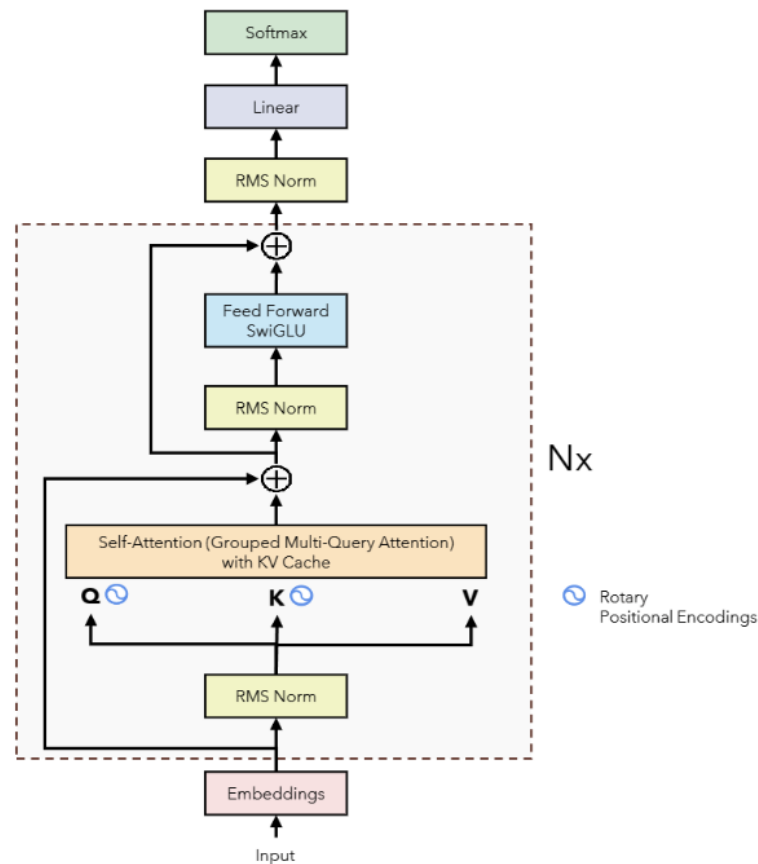 Softmax
Linear
RMS Norm
Feed Forward
SwiGLU
RMS Norm
Nx
Self-Attention (Grouped Multi-Query Attention)
with KV Cache
Q K V
Rotary
Positional Encodings
RMS Norm
Embeddings
Input